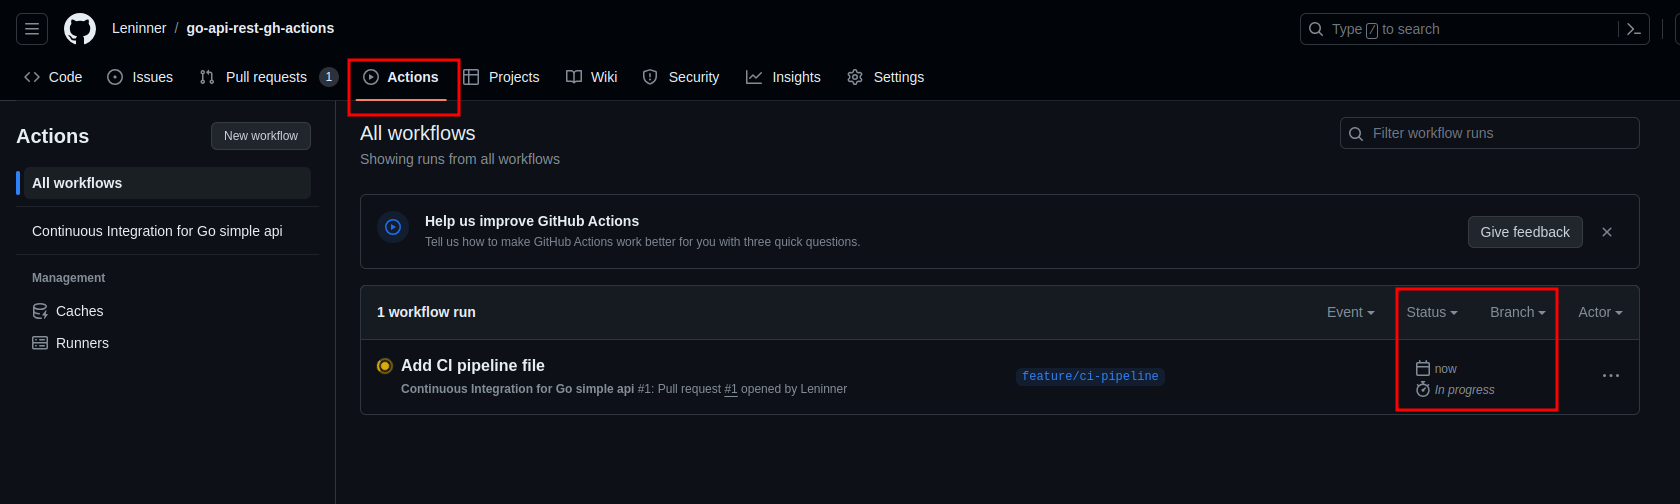 Leninner / go-api-rest-gh-actions
Type / to search
Code Issues Pull requests 1 Actions Projects Wiki Security Insights Settings
Actions
New workflow
All workflows
Continuous Integration for Go simple api
Management
Caches
Runners
All workflows
Showing runs from all workflows
Filter workflow runs
Help us improve GitHub Actions
Tell us how to make GitHub Actions work better for you with three quick questions.
Give feedback
1 workflow run
Event Status Branch Actor
Add CI pipeline file
Continuous Integration for Go simple api #1: Pull request #1 opened by Leninner
feature/ci-pipeline
now
In progress